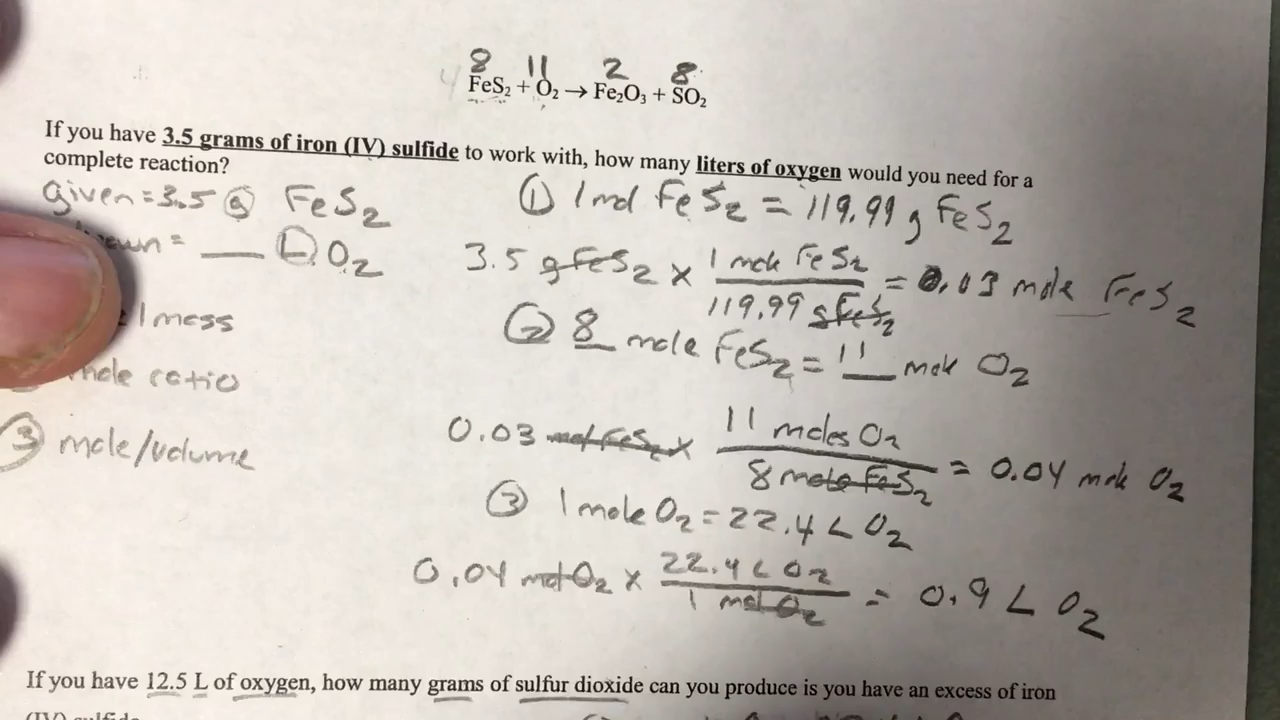 8 11 2 8
4 FeS₂ + O₂ → Fe₂O₃ + SO₂
If you have 3.5 grams of iron (IV) sulfide to work with, how many liters of oxygen would you need for a
complete reaction?
given = 3.5 g FeS₂
= ___ L O₂
mass
mole ratio
③ mole/volume
① 1 mol FeS₂ = 119.99 g FeS₂
3.5 g FeS₂ × 1 mole FeS₂ / 119.99 g FeS₂ = 0.03 mole FeS₂
② 8 mole FeS₂ = 11 mole O₂
0.03 mol FeS₂ × 11 moles O₂ / 8 mole FeS₂ = 0.04 mole O₂
③ 1 mole O₂ = 22.4 L O₂
0.04 mol O₂ × 22.4 L O₂ / 1 mol O₂ = 0.9 L O₂
If you have 12.5 L of oxygen, how many grams of sulfur dioxide can you produce is you have an excess of iron
(IV) sulfide